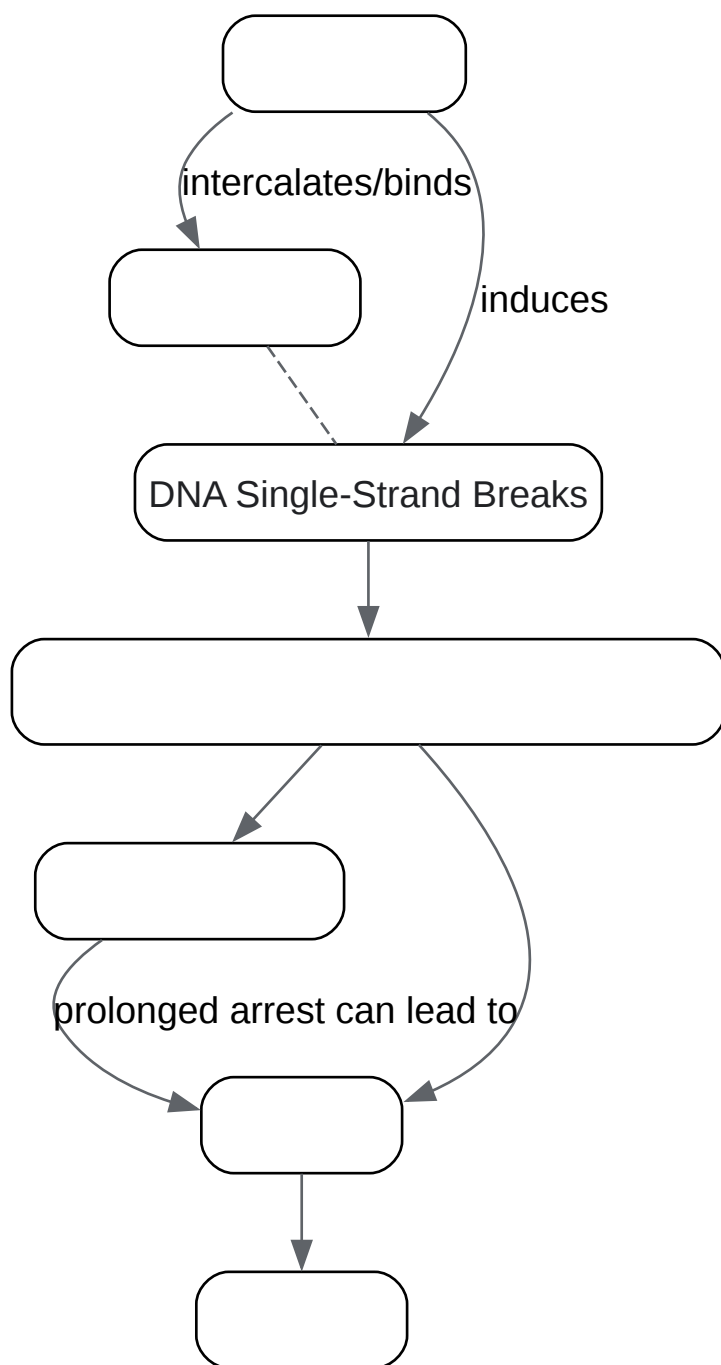 intercalates/binds
induces
DNA Single-Strand Breaks
prolonged arrest can lead to